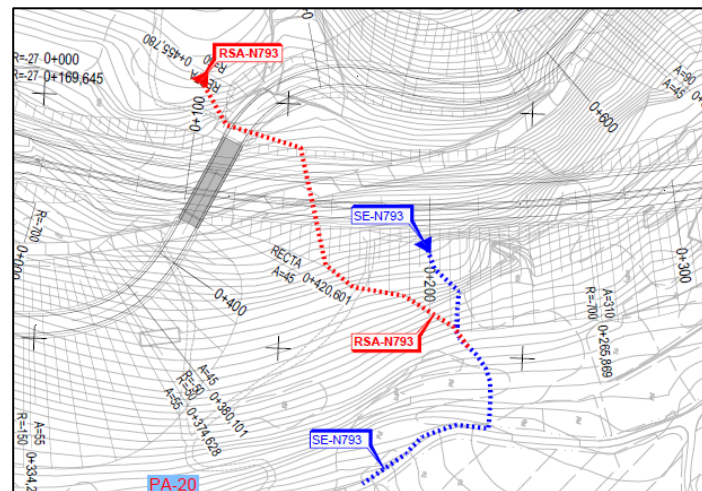 R=-27 0+000
R=-27 0+169,645
0+455,780
RSA-N793
0+100
0+600
A=90
A=45
R=-700
0+000
SE-N793
RECTA
A=45 0+420,601
0+400
0+200
0+300
A=310
R=-700 0+265,869
RSA-N793
A=45
R=50 0+380,101
R=50 0+374,628
A=55
A=55
R=-150 0+334,2
SE-N793
PA-20